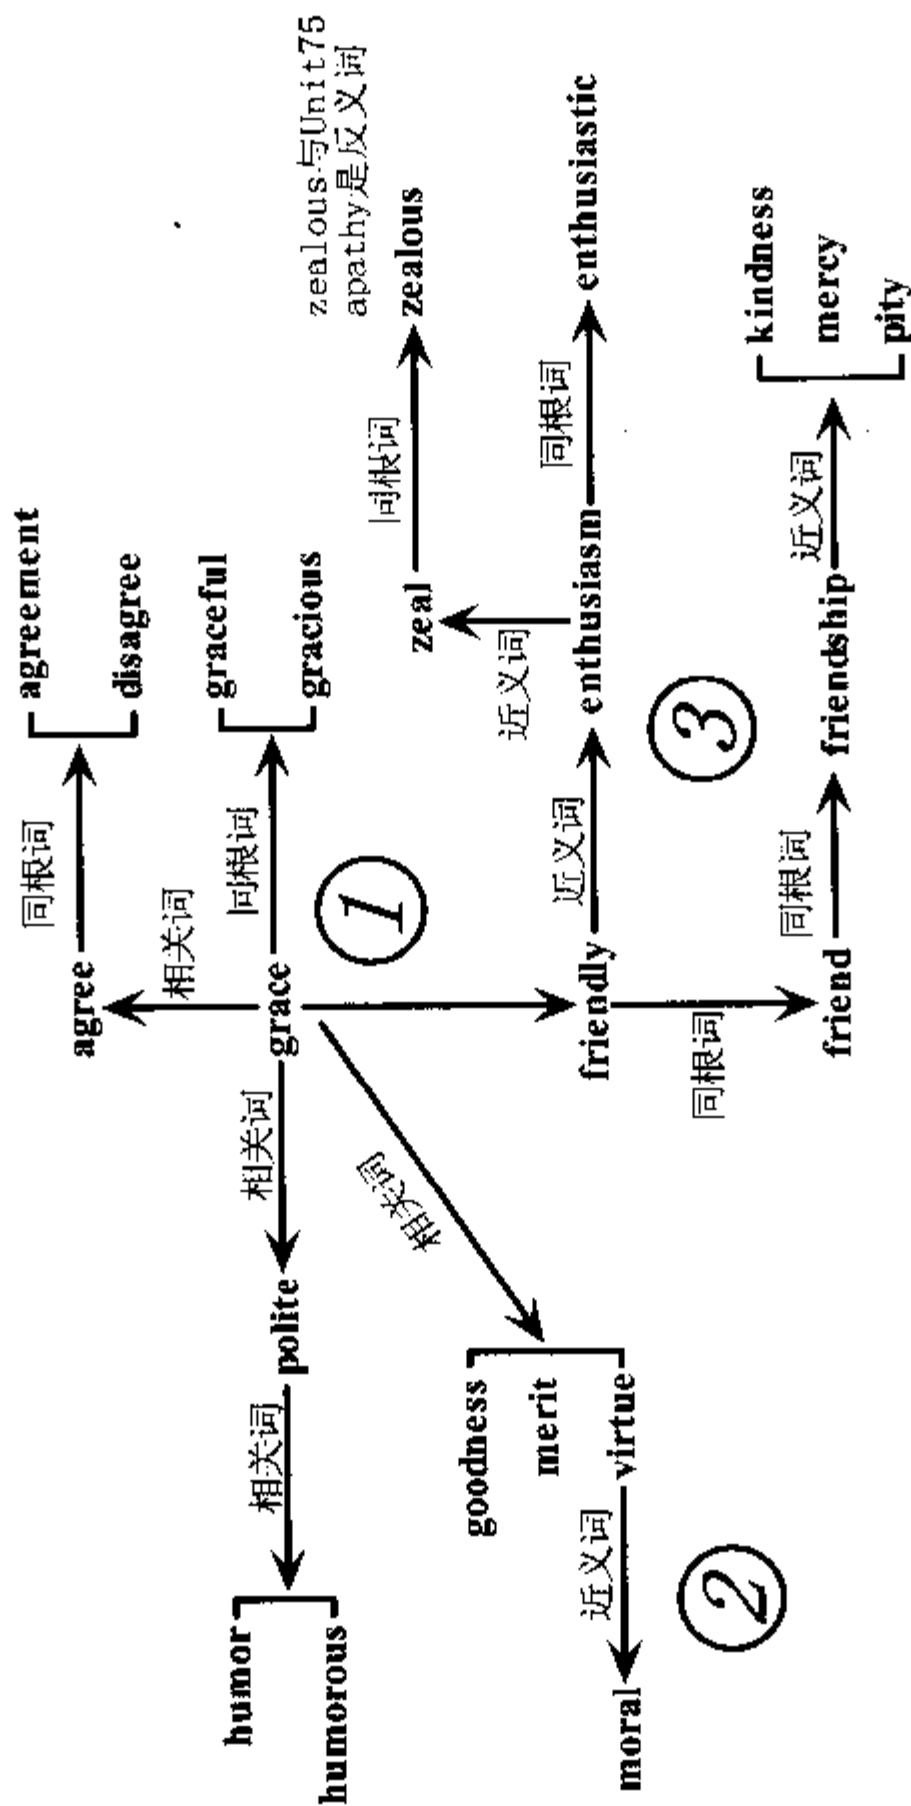 zealous与Unit75
apathy是反义词
agreement
同根词
disagree
agree
相关词
graceful
同根词
gracious
humor
humorous
相关词
polite
相关词
grace
1
zeal
同根词
zealous
近义词
相关词
goodness
merit
virtue
近义词
moral
2
friendly
近义词
enthusiasm
同根词
enthusiastic
3
同根词
friend
同根词
friendship
近义词
kindness
mercy
pity